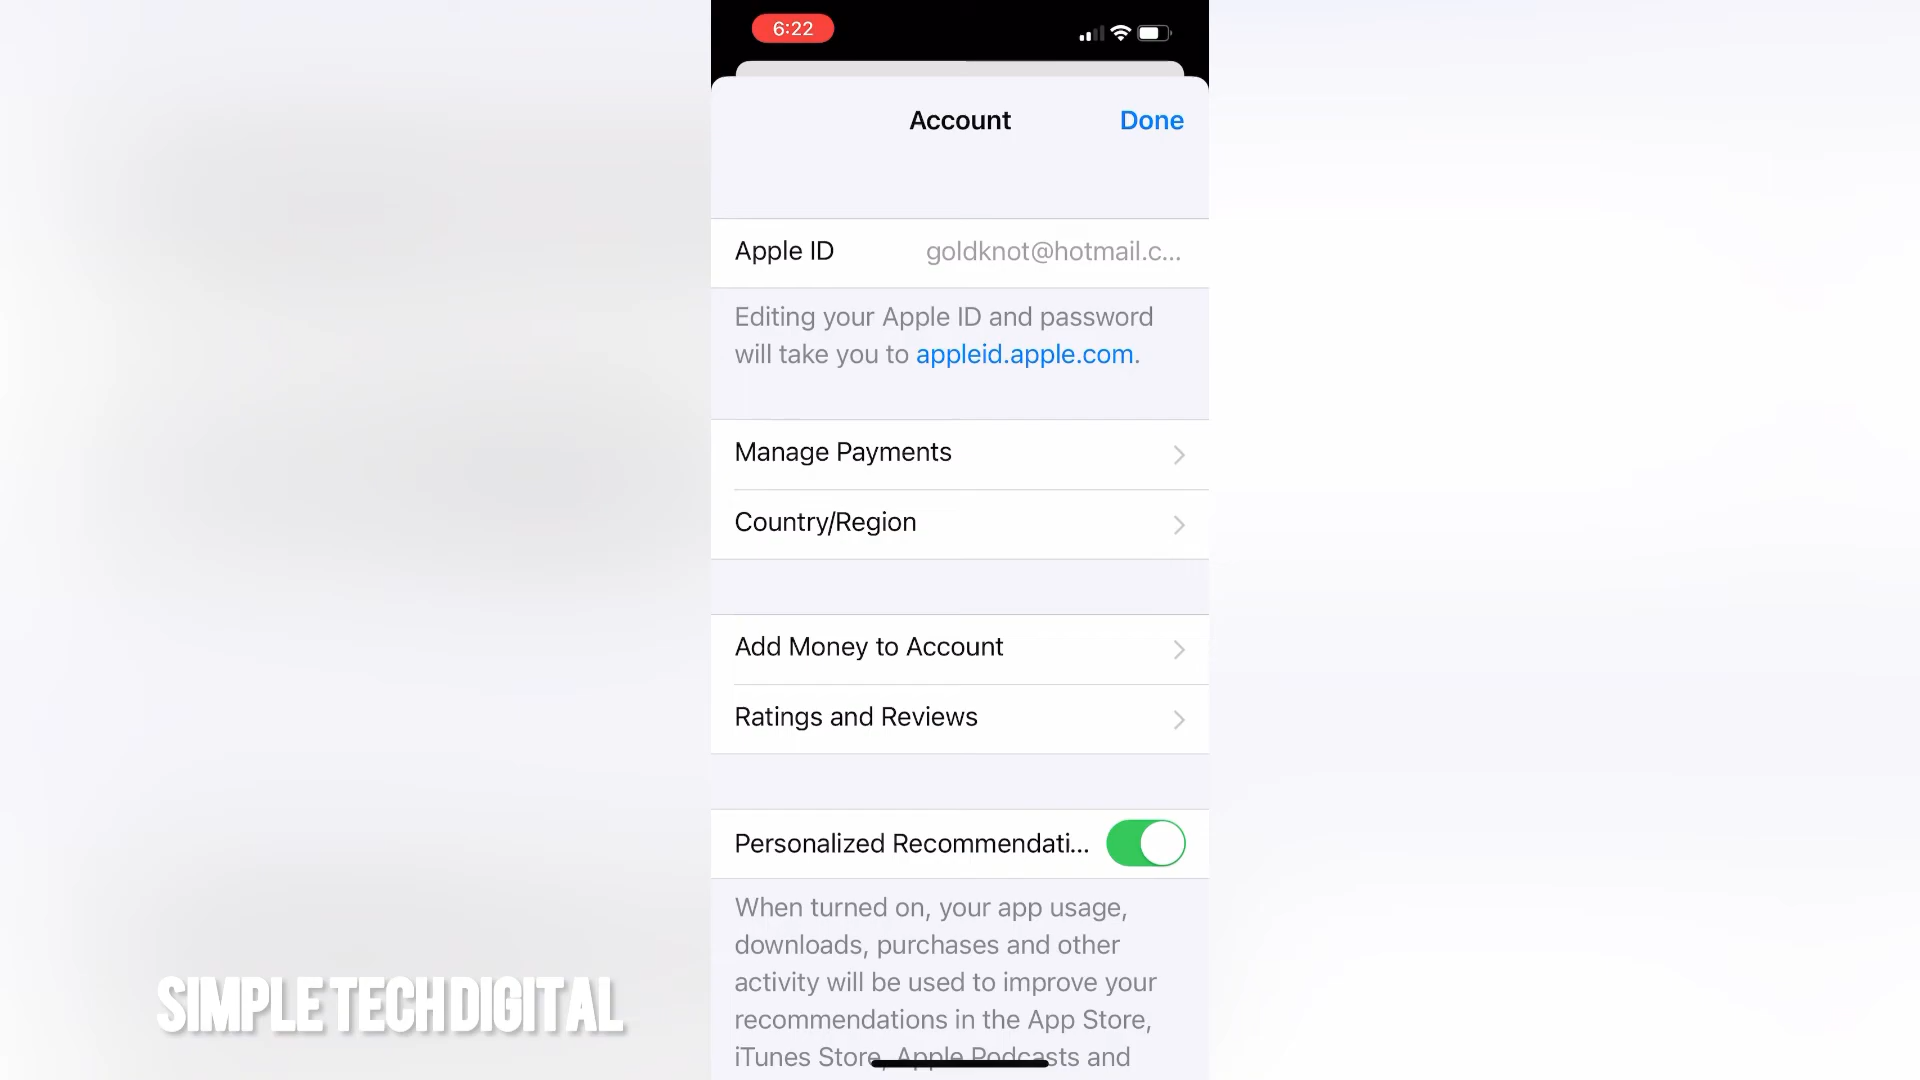 6:22
Account
Done
Apple ID
goldknot@hotmail.c...
Editing your Apple ID and password
will take you to appleid.apple.com.
Manage Payments
Country/Region
Add Money to Account
Ratings and Reviews
Personalized Recommendati...
When turned on, your app usage,
downloads, purchases and other
activity will be used to improve your
recommendations in the App Store,
iTunes Store, Apple Podcasts and
SIMPLE TECH DIGITAL